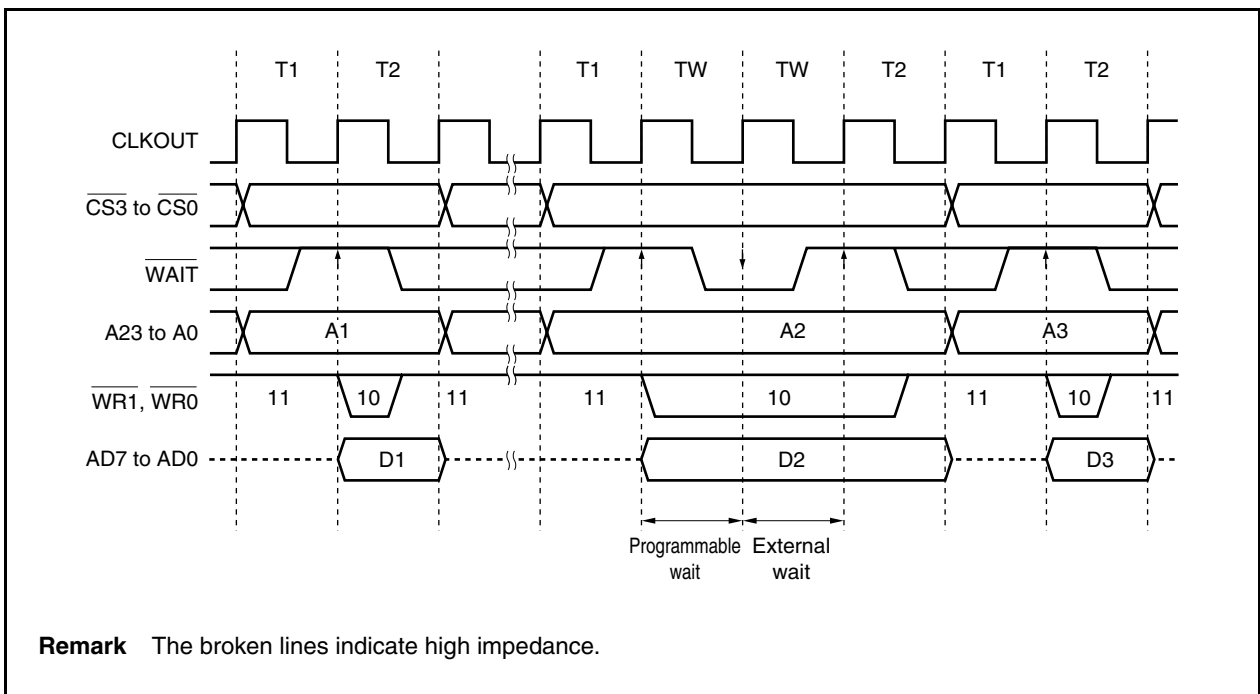 T1 T2 T1 TW TW T2 T1 T2
CLKOUT
CS3 to CS0
WAIT
A23 to A0 A1 A2 A3
WR1, WR0 11 10 11 11 10 11 10 11
AD7 to AD0 D1 D2 D3
Programmable wait
External wait
Remark The broken lines indicate high impedance.